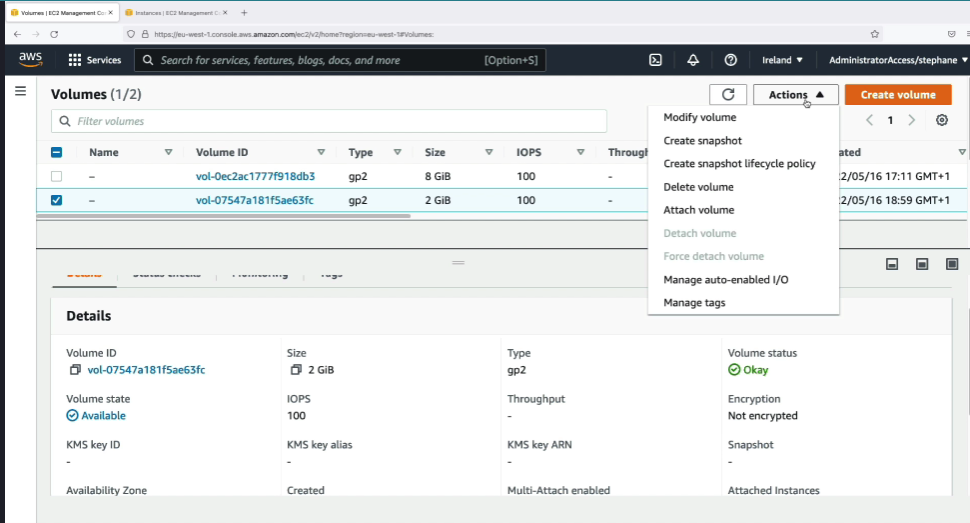 Volumes | EC2 Management Co
Instances | EC2 Management C
https://eu-west-1.console.aws.amazon.com/ec2/v2/home?region=eu-west-1#Volumes:
aws
Services
Search for services, features, blogs, docs, and more
[Option+S]
Ireland
AdministratorAccess/stephane
Volumes (1/2)
Actions
Create volume
Filter volumes
1
Modify volume
Create snapshot
Create snapshot lifecycle policy
Delete volume
Attach volume
Detach volume
Force detach volume
Manage auto-enabled I/O
Manage tags
Name Volume ID Type Size IOPS Through ated
– vol-0ec2ac1777f918db3 gp2 8 GiB 100 - 2/05/16 17:11 GMT+1
– vol-07547a181f5ae63fc gp2 2 GiB 100 - 2/05/16 18:59 GMT+1
Details Status checks Monitoring Tags
Details
Volume ID Size Type Volume status
vol-07547a181f5ae63fc 2 GiB gp2 Okay
Volume state IOPS Throughput Encryption
Available 100 - Not encrypted
KMS key ID KMS key alias KMS key ARN Snapshot
- - - -
Availability Zone Created Multi-Attach enabled Attached Instances